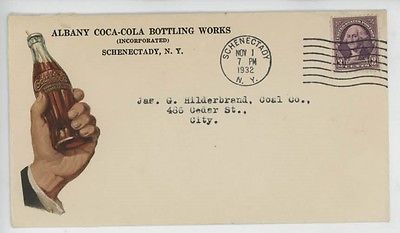 ALBANY COCA-COLA BOTTLING WORKS
(INCORPORATED)
SCHENECTADY, N. Y.
SCHENECTADY
NOV 1
7 PM
1932
N. Y.
Jas. G. Hilderbrand, Coal Co.,
466 Cedar St.,
City.